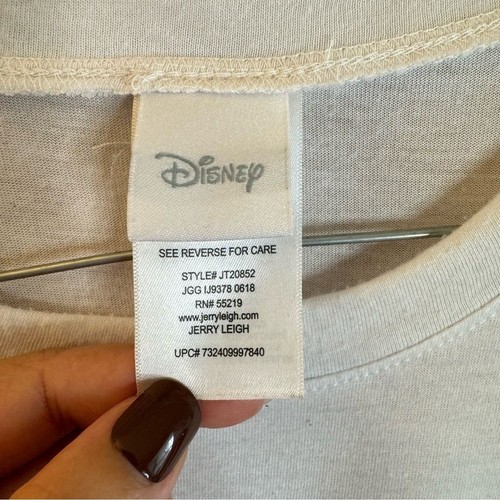 Disney
SEE REVERSE FOR CARE
STYLE# JT20852
JGG IJ9378 0618
RN# 55219
www.jerryleigh.com
JERRY LEIGH
UPC# 732409997840